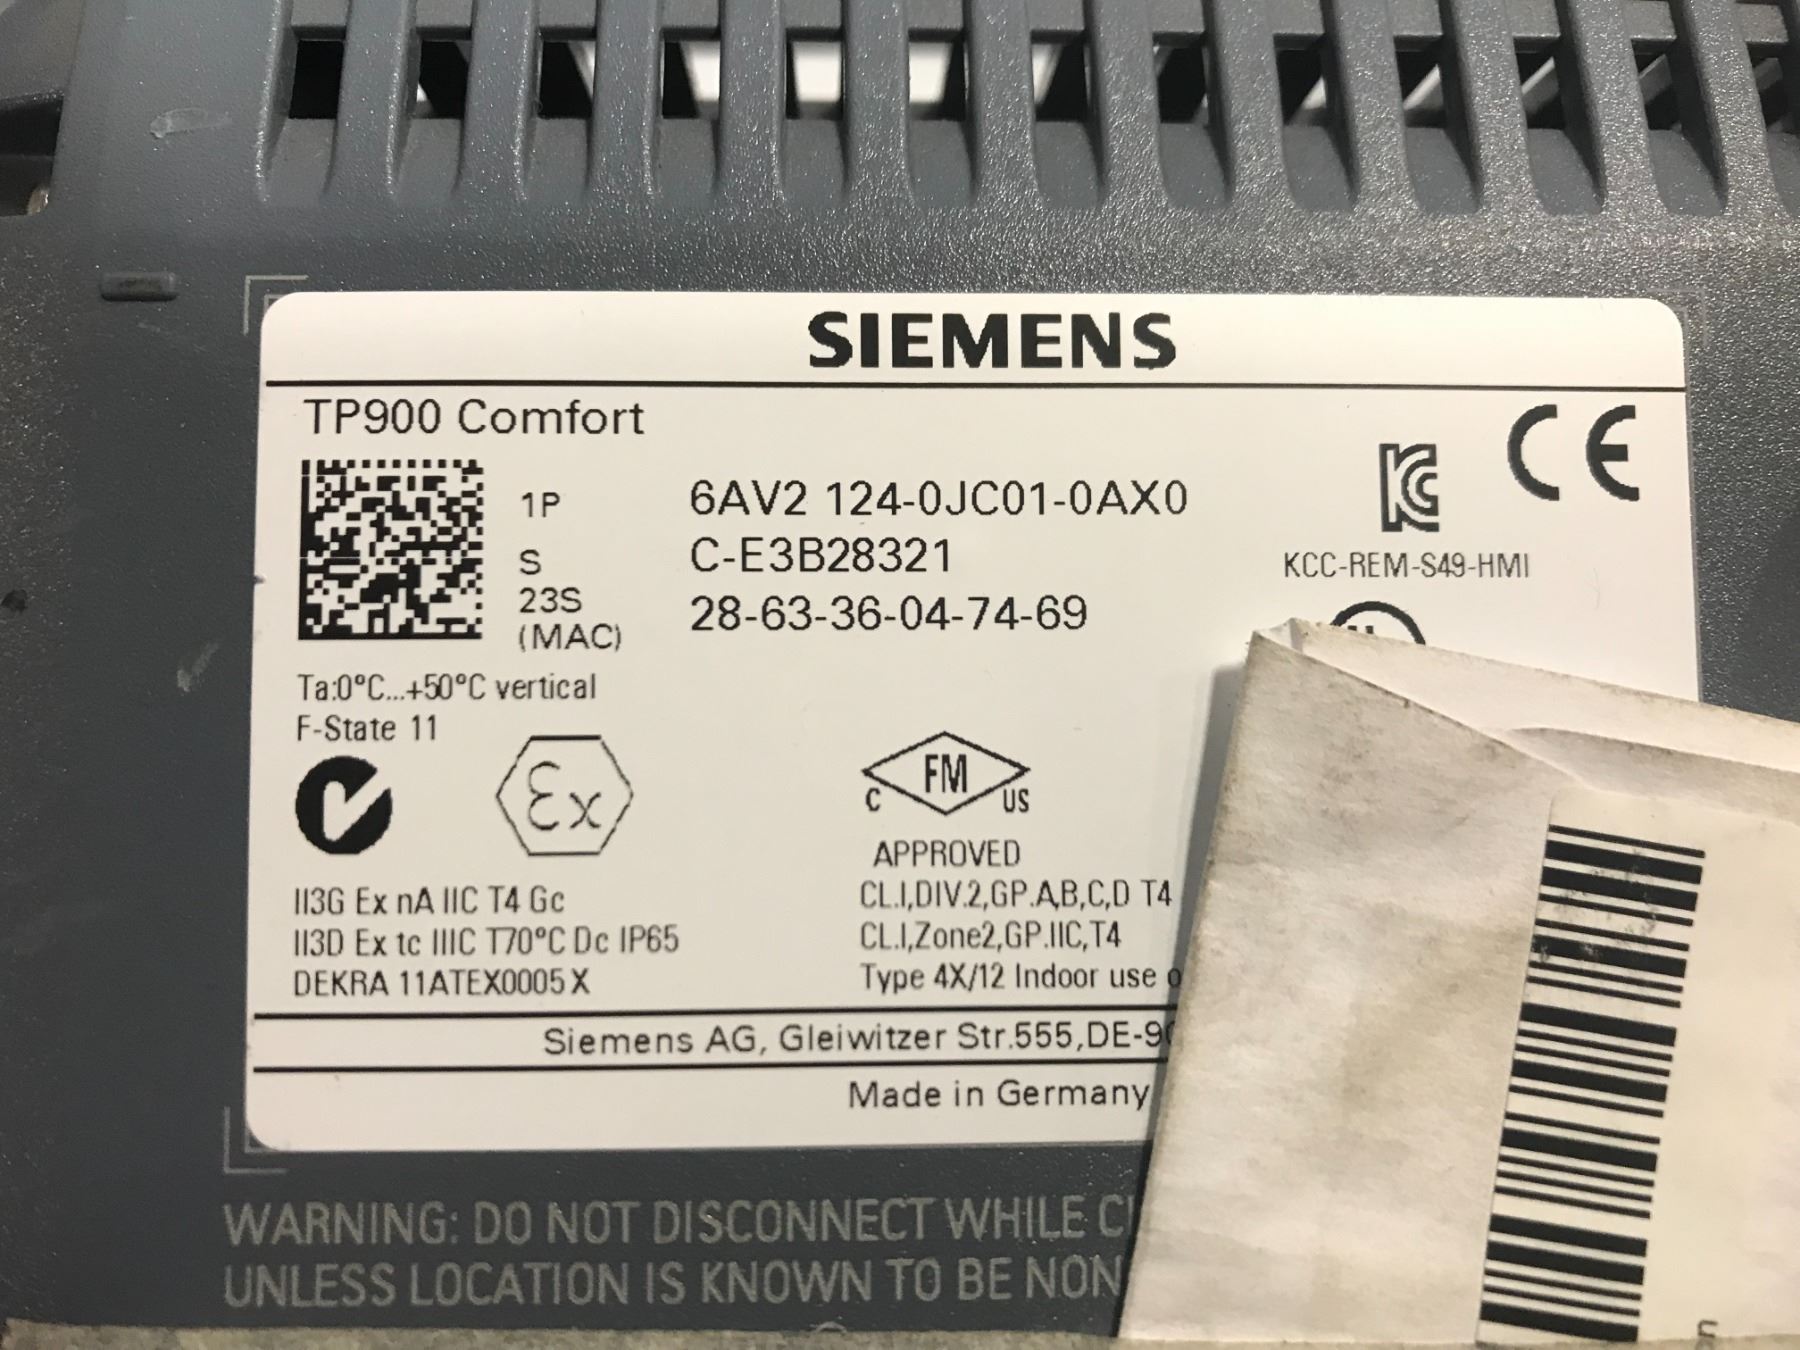 SIEMENS
TP900 Comfort
1P 6AV2 124-0JC01-0AX0
S C-E3B28321
23S 28-63-36-04-74-69
(MAC)
KCC-REM-S49-HMI
Ta:0°C...+50°C vertical
F-State 11
Ex
C FM US
APPROVED
II3G Ex nA IIC T4 Gc
II3D Ex tc IIIC T70°C Dc IP65
DEKRA 11ATEX0005 X
CL.I,DIV.2,GP.A,B,C,D T4
CL.I,Zone2,GP.IIC,T4
Type 4X/12 Indoor use
Siemens AG, Gleiwitzer Str.555,DE-9
Made in Germany
WARNING: DO NOT DISCONNECT WHILE
UNLESS LOCATION IS KNOWN TO BE NON